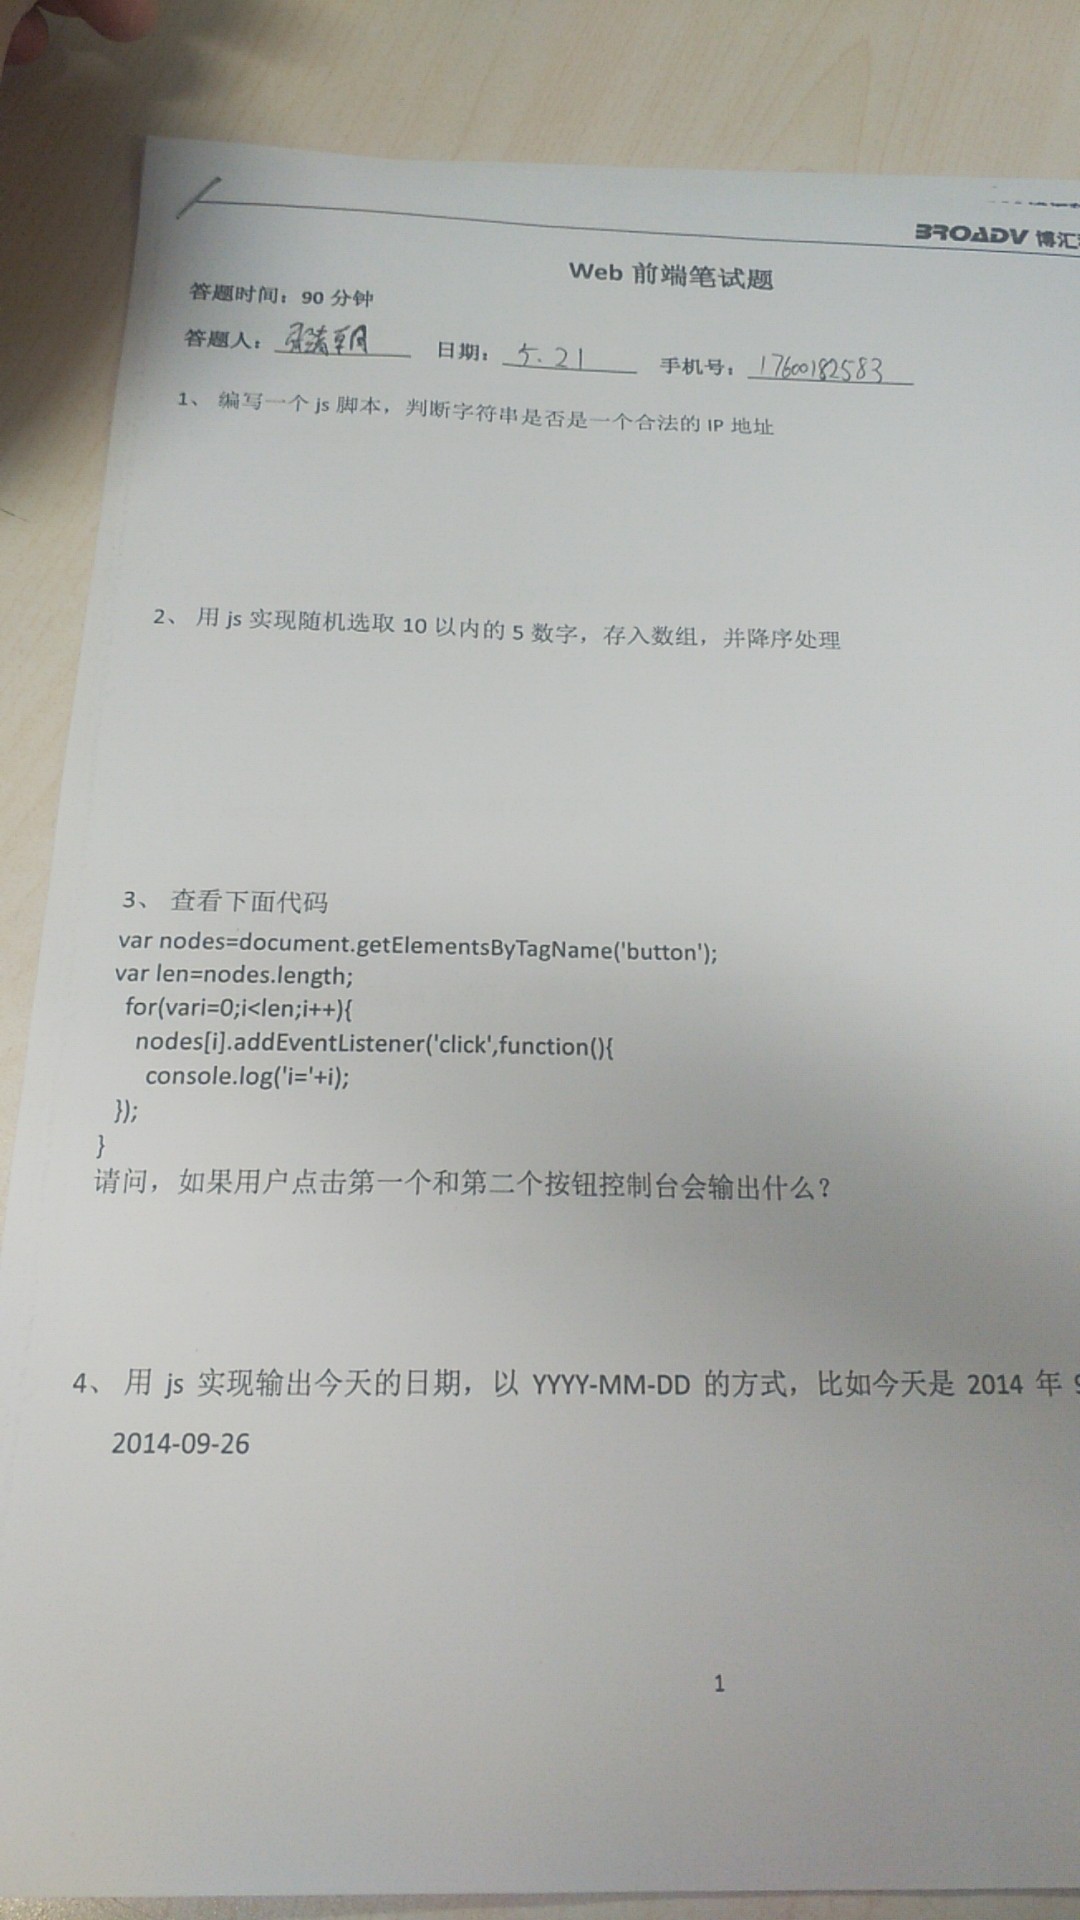 BROADV 博汇
Web 前端笔试题
答题时间：90 分钟
答题人： 日期：5.21 手机号：17600182583
1、 编写一个 js 脚本，判断字符串是否是一个合法的 IP 地址
2、 用 js 实现随机选取 10 以内的 5 数字，存入数组，并降序处理
3、 查看下面代码
var nodes=document.getElementsByTagName('button');
var len=nodes.length;
for(vari=0;i<len;i++){
nodes[i].addEventListener('click',function(){
console.log('i='+i);
});
}
请问，如果用户点击第一个和第二个按钮控制台会输出什么？
4、 用 js 实现输出今天的日期，以 YYYY-MM-DD 的方式，比如今天是 2014 年
2014-09-26
1